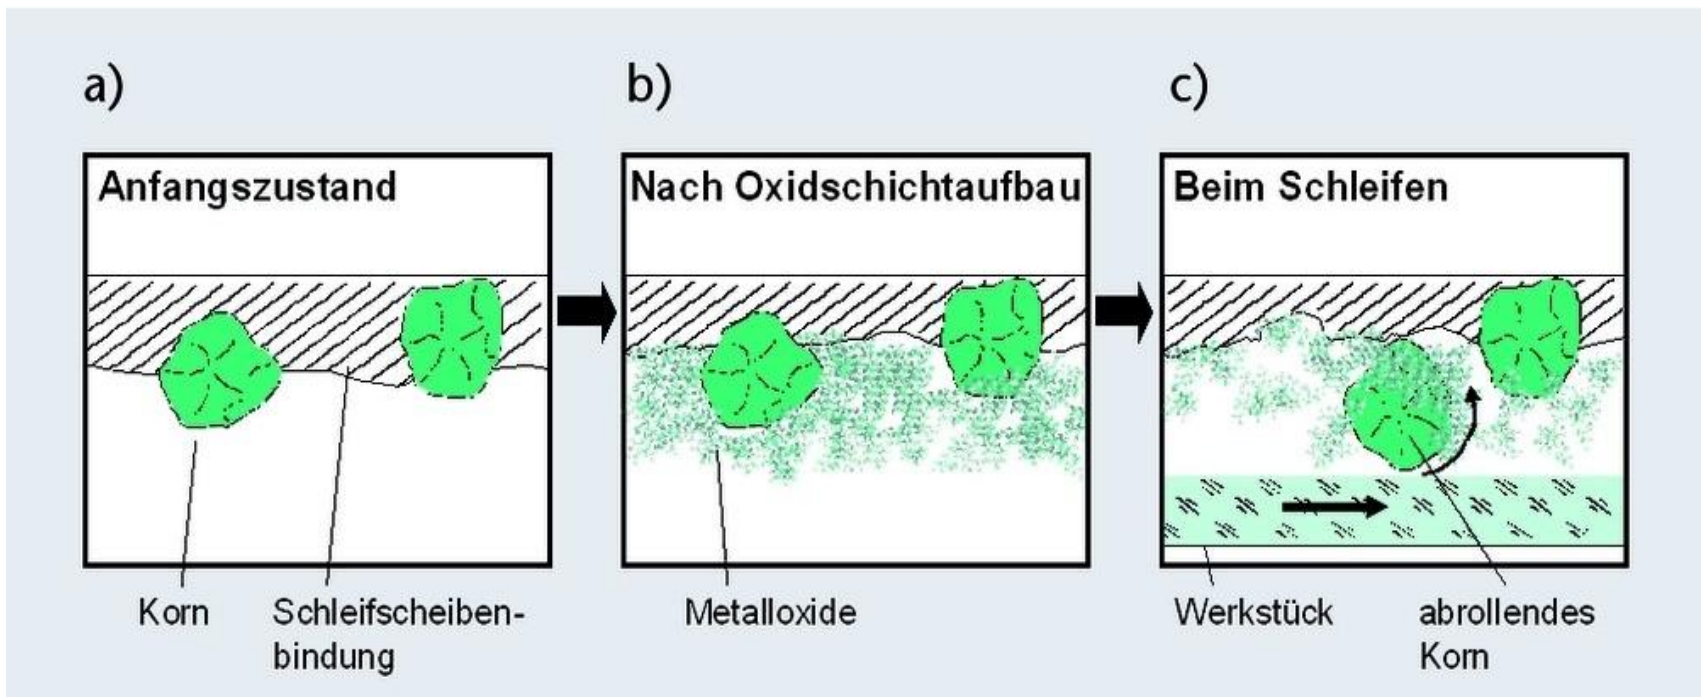 a)
b)
c)
Anfangszustand
Nach Oxidschichtaufbau
Beim Schleifen
Korn
Schleifscheiben-
bindung
Metalloxide
Werkstück
abrollendes
Korn